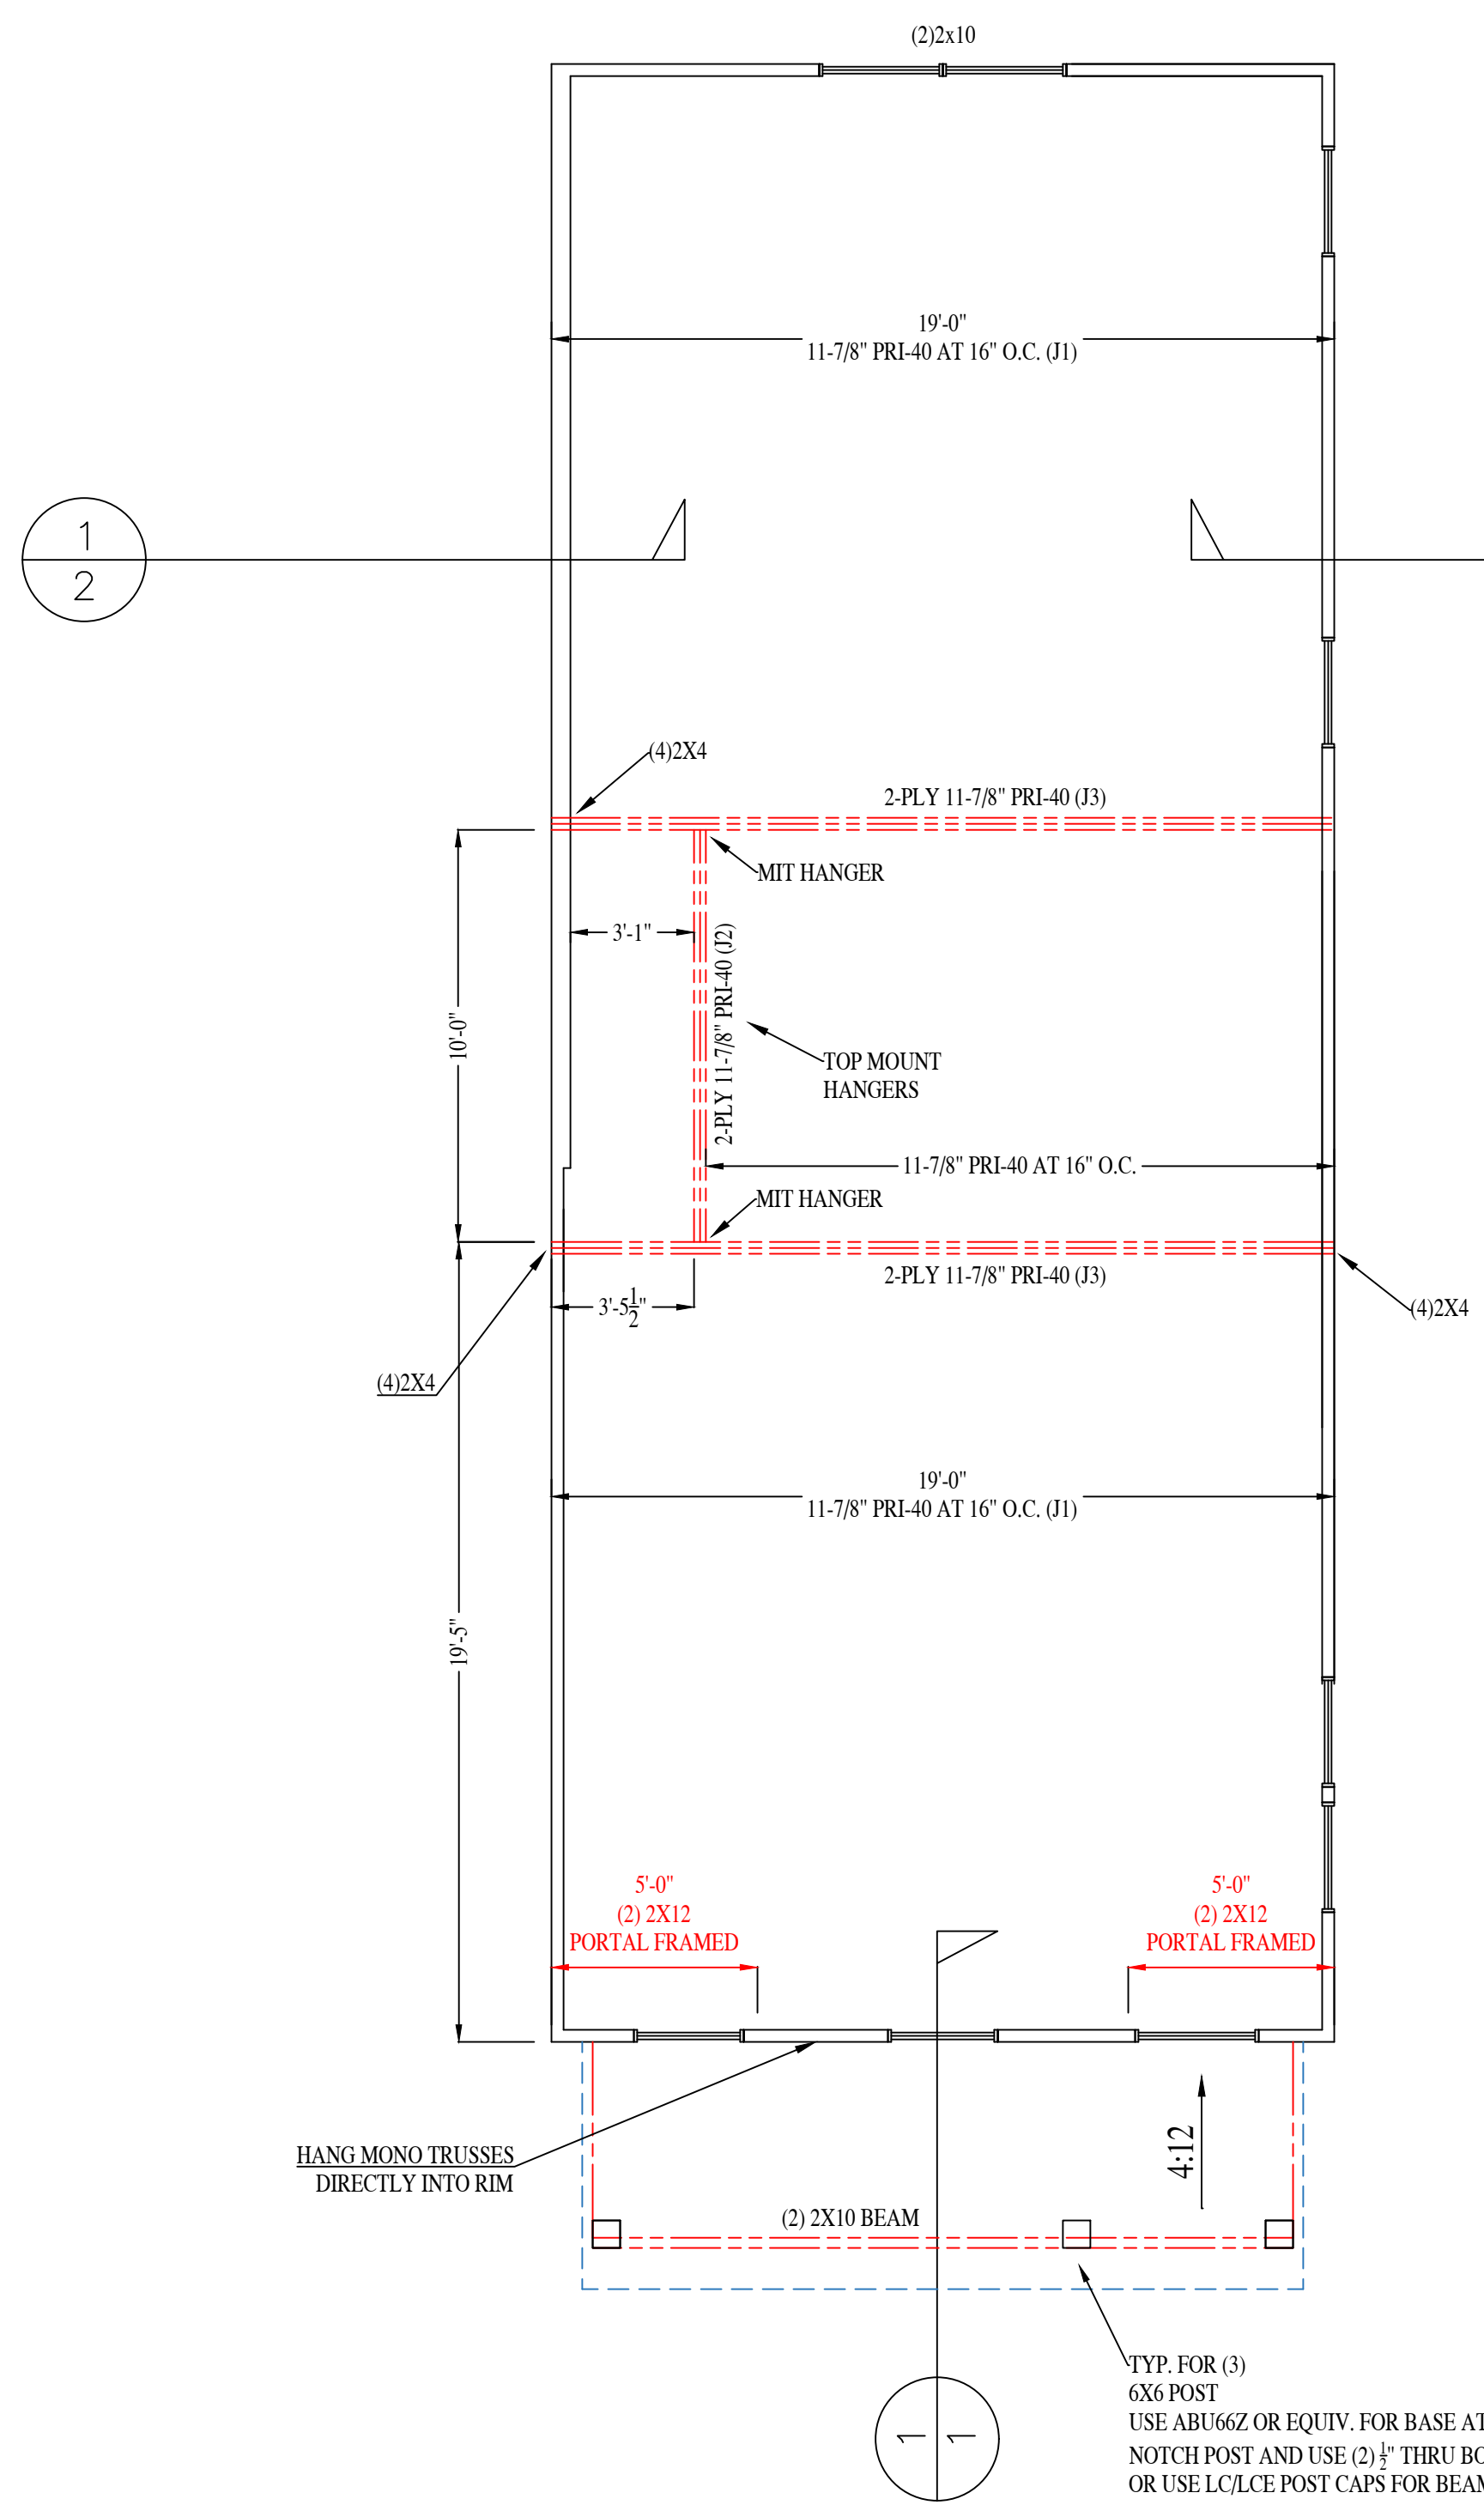 (2)2x10
19'-0"
11-7/8" PRI-40 AT 16" O.C. (J1)
1
2
(4)2X4
2-PLY 11-7/8" PRI-40 (J3)
MIT HANGER
3'-1"
2-PLY 11-7/8" PRI-40 (J2)
10'-0"
TOP MOUNT
HANGERS
11-7/8" PRI-40 AT 16" O.C.
MIT HANGER
2-PLY 11-7/8" PRI-40 (J3)
3'-5 1/2"
(4)2X4
(4)2X4
19'-0"
11-7/8" PRI-40 AT 16" O.C. (J1)
19'-5"
5'-0"
(2) 2X12
PORTAL FRAMED
5'-0"
(2) 2X12
PORTAL FRAMED
HANG MONO TRUSSES
DIRECTLY INTO RIM
4:12
(2) 2X10 BEAM
TYP. FOR (3)
6X6 POST
USE ABU66Z OR EQUIV. FOR BASE AT
NOTCH POST AND USE (2) 1/2" THRU
OR USE LC/LCE POST CAPS FOR
1
1